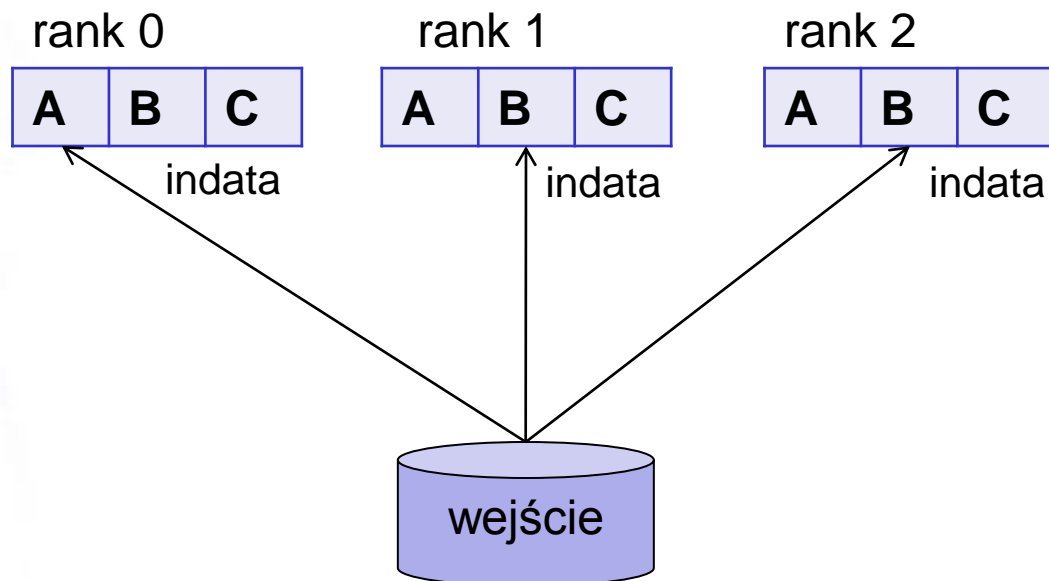 rank 0 rank 1 rank 2
A B C A B C A B C
indata indata indata
wejście